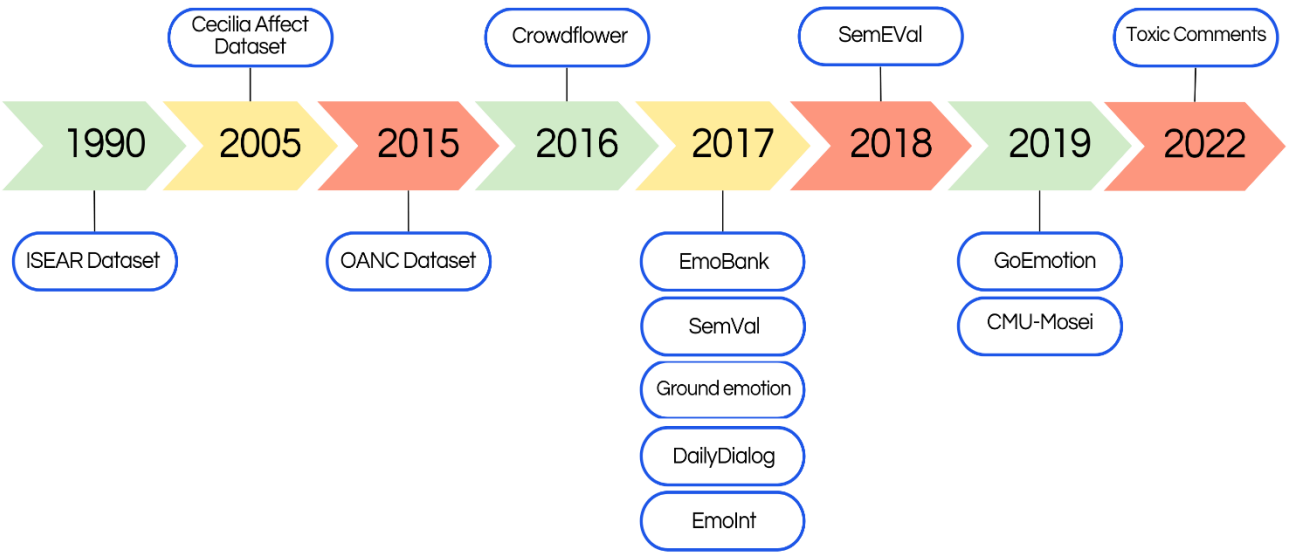 Cecilia Affect
Dataset
Crowdflower
SemEVal
Toxic Comments
1990
2005
2015
2016
2017
2018
2019
2022
ISEAR Dataset
OANC Dataset
EmoBank
SemVal
Ground emotion
DailyDialog
EmoInt
GoEmotion
CMU-Mosei